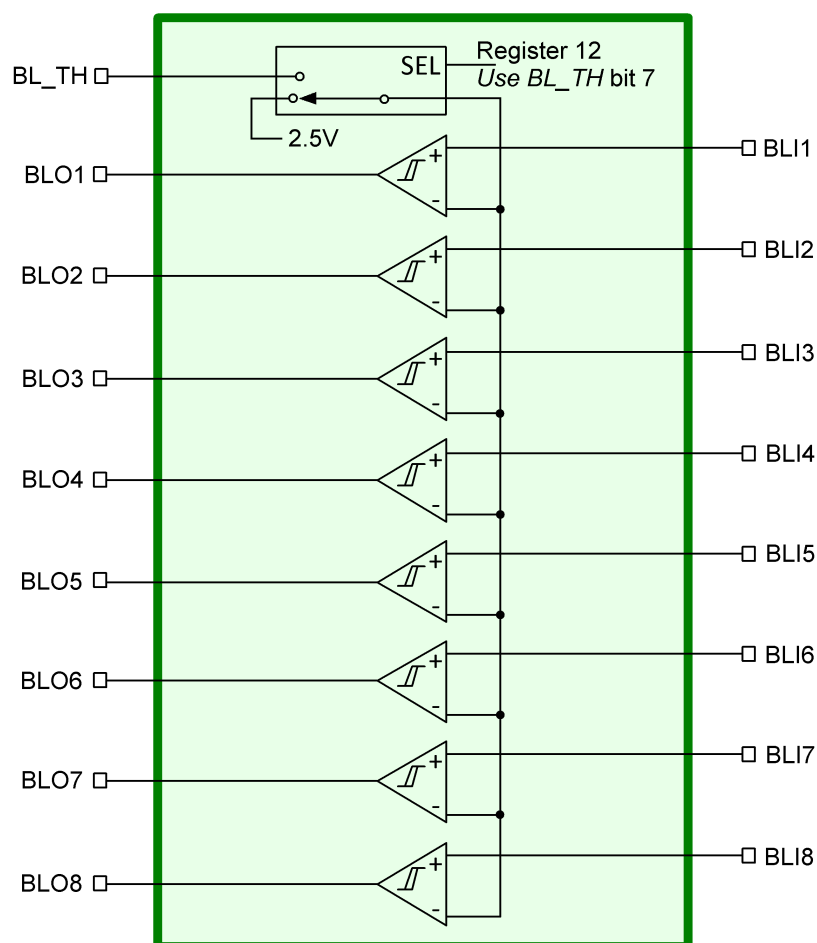 BL_TH
SEL
Register 12
Use BL_TH bit 7
2.5V
BLO1
+
-
BLI1
BLO2
+
-
BLI2
BLO3
+
-
BLI3
BLO4
+
-
BLI4
BLO5
+
-
BLI5
BLO6
+
-
BLI6
BLO7
+
-
BLI7
BLO8
+
-
BLI8